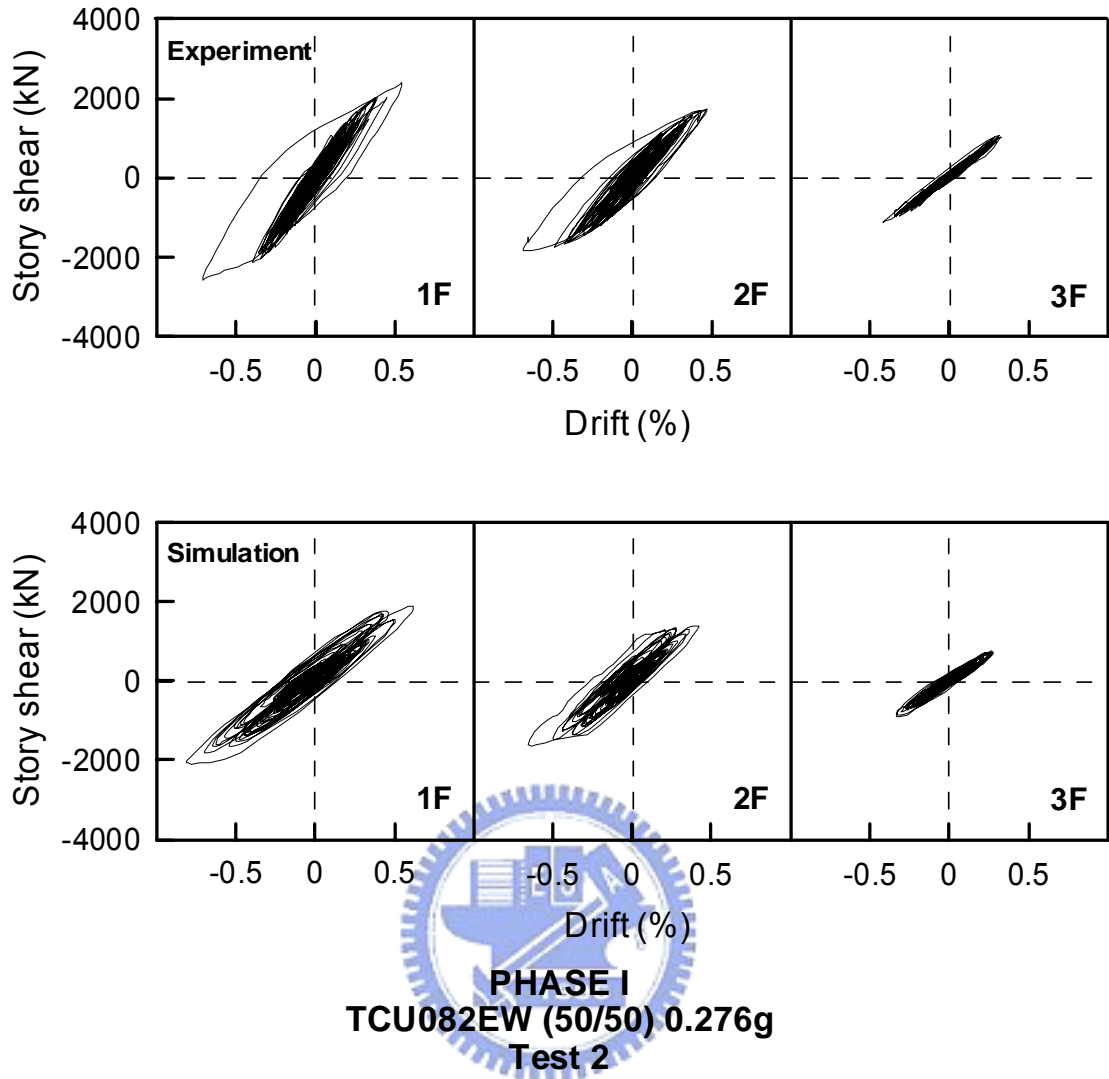 4000
2000
0
-2000
-4000
Story shear (kN)
Experiment
1F
2F
3F
-0.5 0 0.5
-0.5 0 0.5
-0.5 0 0.5
Drift (%)
4000
2000
0
-2000
-4000
Story shear (kN)
Simulation
1F
2F
3F
-0.5 0 0.5
-0.5 0 0.5
-0.5 0 0.5
Drift (%)
PHASE I
TCU082EW (50/50) 0.276g
Test 2